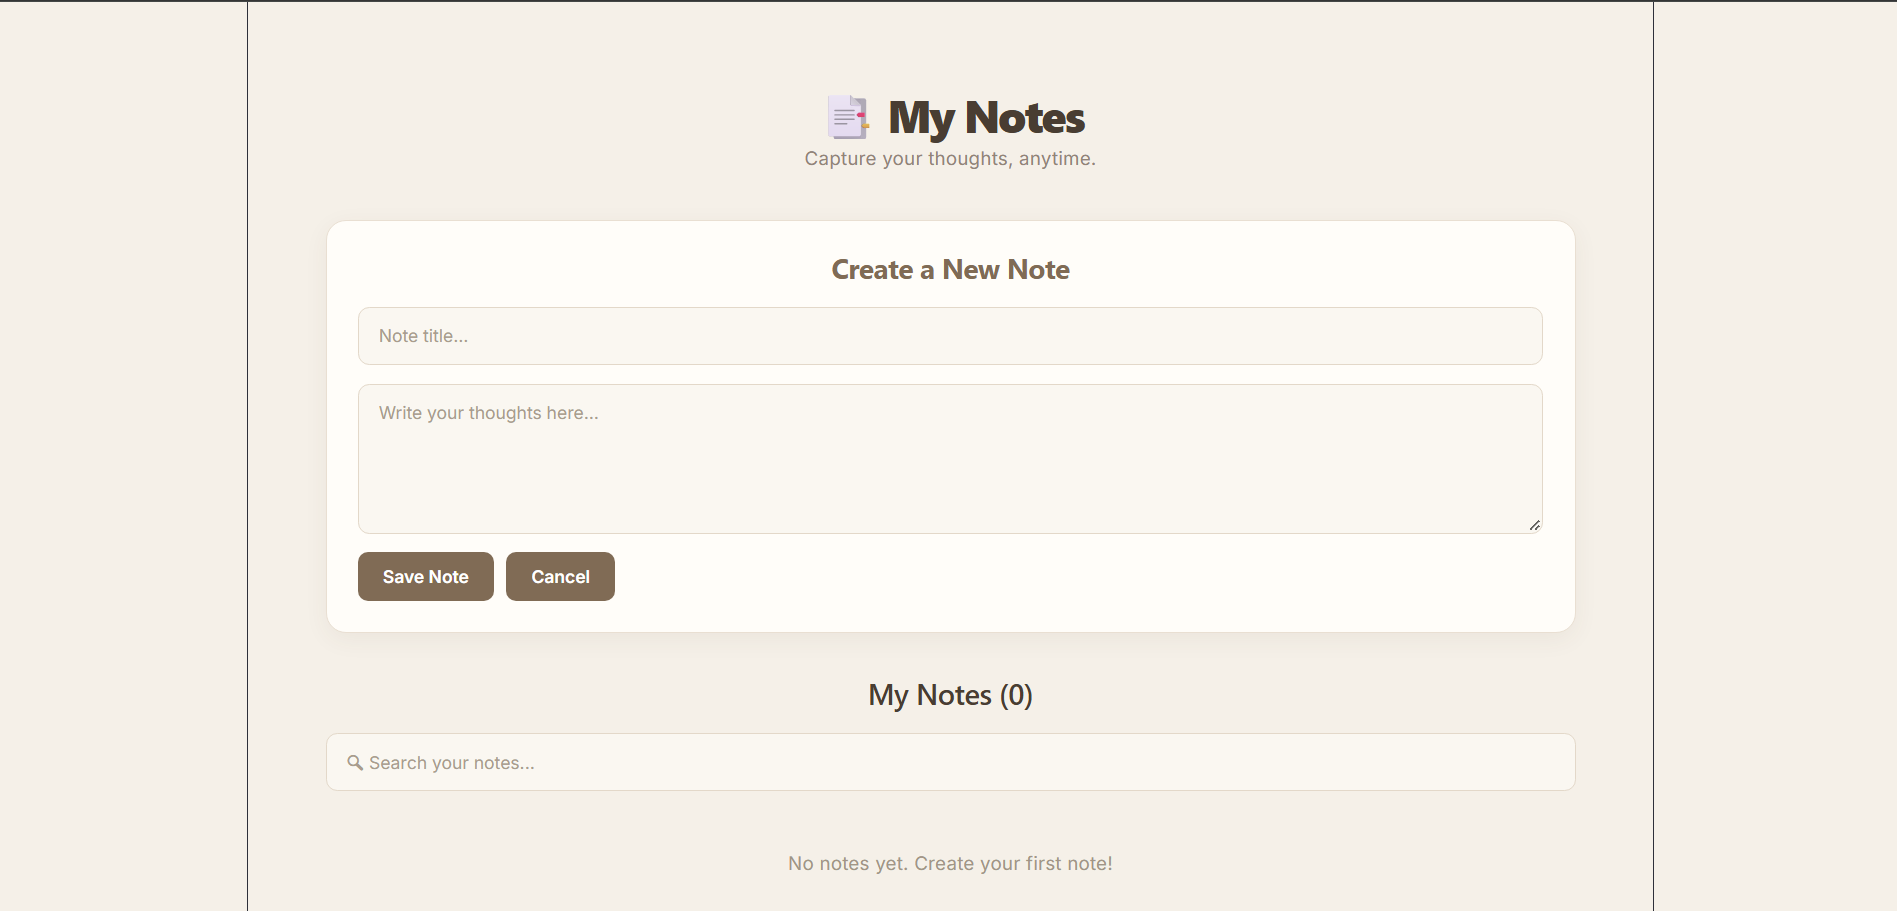 My Notes
Capture your thoughts, anytime.
Create a New Note
Note title...
Write your thoughts here...
Save Note
Cancel
My Notes (0)
Search your notes...
No notes yet. Create your first note!